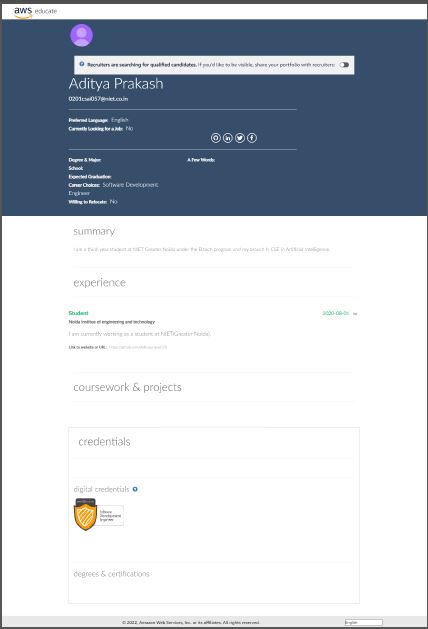 aws educate
Recruiters are searching for qualified candidates. If you'd like to be visible, share your portfolio with recruiters:
Aditya Prakash
0201csai057@niet.co.in
Preferred Language: English
Currently Looking for a Job: No
Degree & Major:
A Few Words:
School:
Expected Graduation:
Career Choices: Software Development
Engineer
Willing to Relocate: No
summary
I am a third year student at NIET Greater Noida under the B.tech program and my branch is CSE in Artificial Intelligence.
experience
Student
2020-08-01
Noida Institue of engineering and technology
I am currently working as a student at NIET(Greater Noida).
Link to website or URL:
coursework & projects
credentials
digital credentials
Software
Development
Engineer
degrees & certifications
© 2022, Amazon Web Services, Inc. or its affiliates. All rights reserved.
English